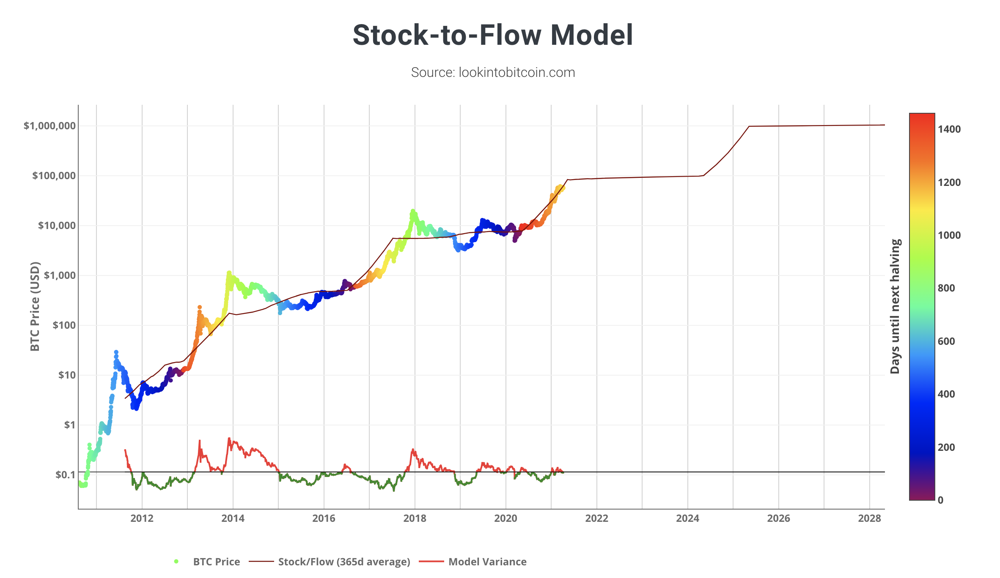 Stock-to-Flow Model
Source: lookintobitcoin.com
BTC Price (USD)
$1,000,000
$100,000
$10,000
$1,000
$100
$10
$1
$0.1
2012 2014 2016 2018 2020 2022 2024 2026 2028
Days until next halving
1400
1200
1000
800
600
400
200
0
BTC Price Stock/Flow (365d average) Model Variance